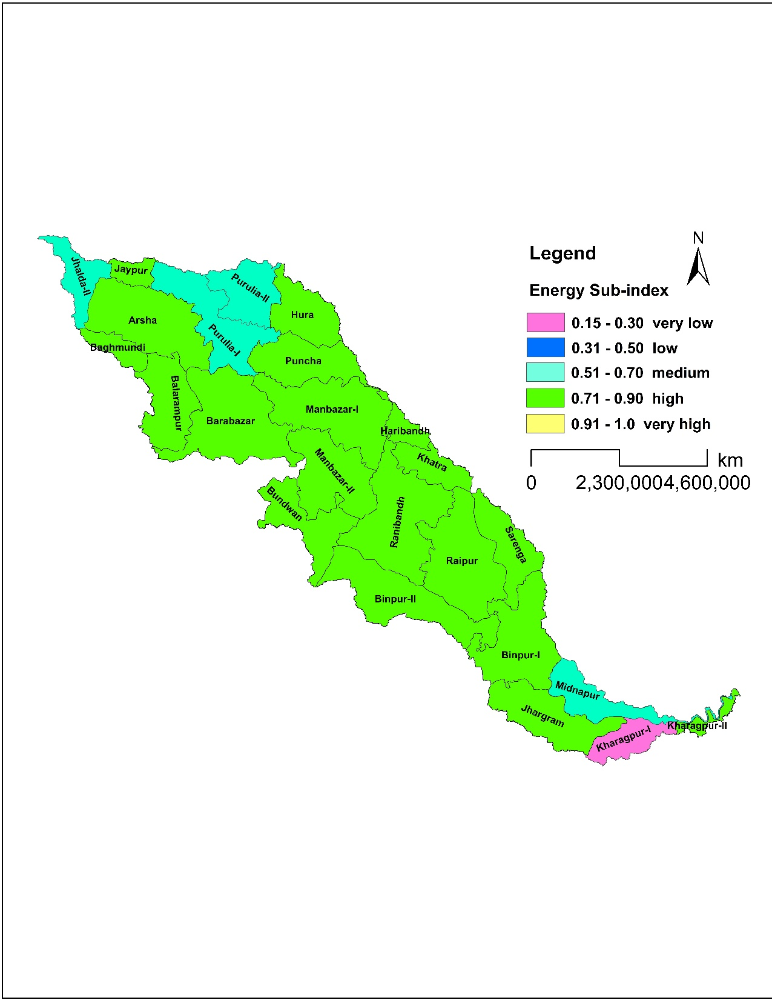 N
Legend
Energy Sub-index
0.15 - 0.30 very low
0.31 - 0.50 low
0.51 - 0.70 medium
0.71 - 0.90 high
0.91 - 1.0 very high
km
0 2,300,0004,600,000
Jhalda-II
Jaypur
Purulia-II
Hura
Arsha
Purulia-I
Baghmundi
Puncha
Balarampur
Barabazar
Manbazar-I
Haribandh
Khatra
Manbazar-II
Bundwan
Ranibandh
Sarenga
Raipur
Binpur-II
Binpur-I
Midnapur
Jhargram
Kharagpur-I
Kharagpur-II